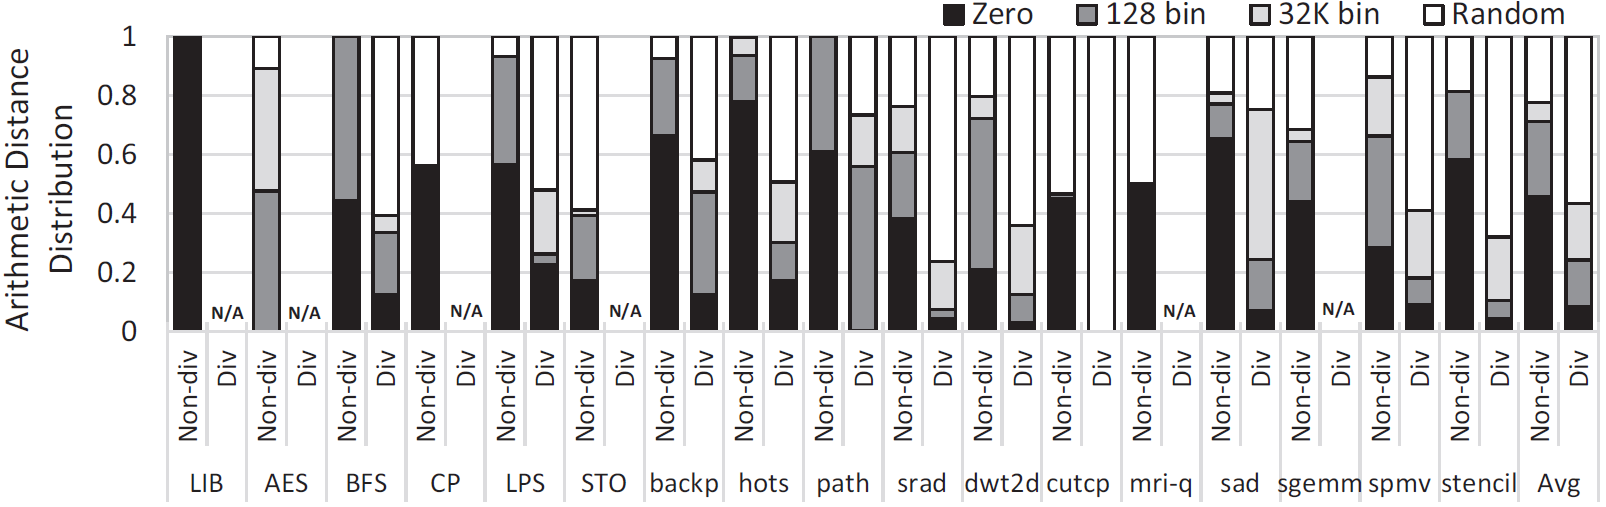 Zero 128 bin 32K bin Random
Arithmetic Distance
Distribution
1
0.8
0.6
0.4
0.2
0
N/A N/A N/A N/A N/A N/A
Non-div Div Non-div Div Non-div Div Non-div Div Non-div Div Non-div Div Non-div Div Non-div Div Non-div Div Non-div Div Non-div Div Non-div Div Non-div Div Non-div Div Non-div Div Non-div Div Non-div Div Non-div Div
LIB AES BFS CP LPS STO backp hots path srad dwt2d cutcp mri-q sad sgemm spmv stencil Avg